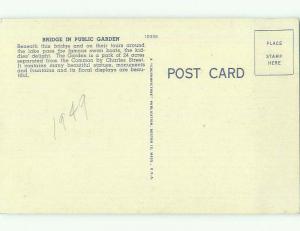 BRIDGE IN PUBLIC GARDEN
Beneath this bridge and on their tours around
the lake pass the famous swan boats, the kid-
dies' delight. The Garden is a park of 24 acres
separated from the Common by Charles Street.
It contains many beautiful statues, monuments
and fountains and its floral displays are beau-
tiful.
1949
POST CARD
PLACE
STAMP
HERE